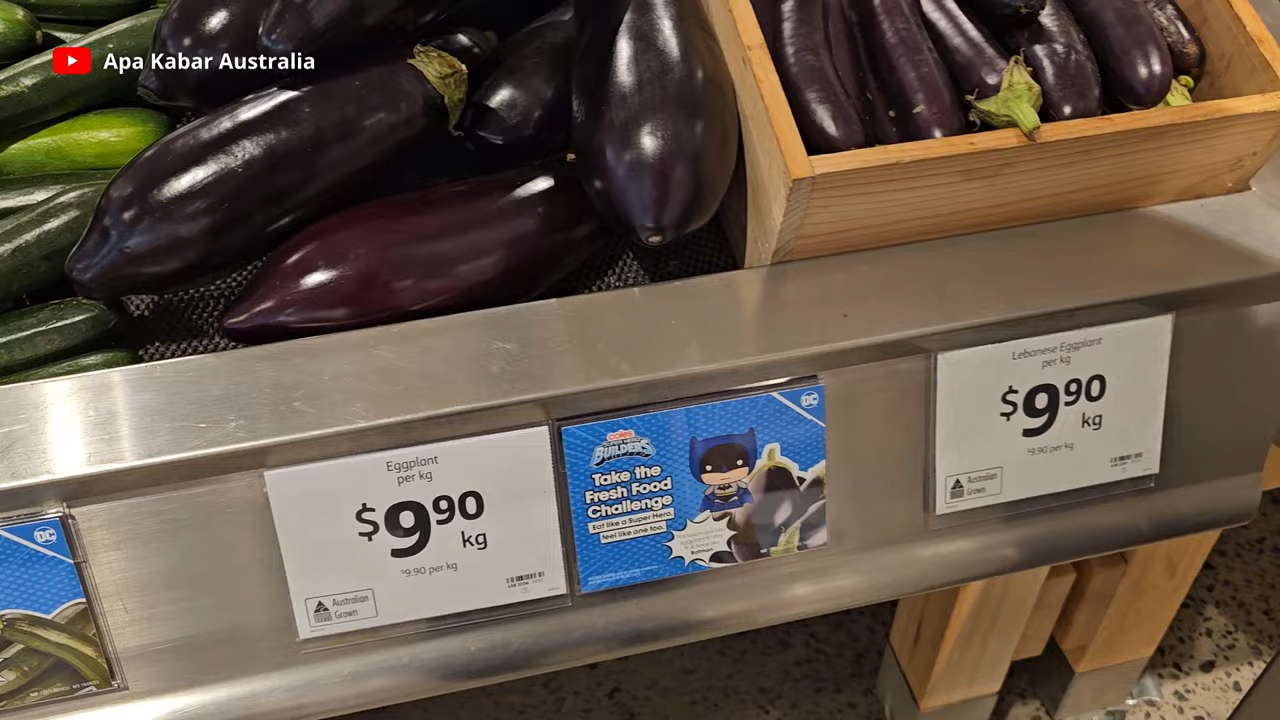 Apa Kabar Australia
DC
Eggplant
per kg
$9.90
kg
$9.90 per kg
Australian
Grown
DC
coles
BUILDERS
Take the
Fresh Food
Challenge
Eat like a Super Hero,
feel like one too.
Batman
Lebanese Eggplant
per kg
$9.90
kg
$9.90 per kg
Australian
Grown